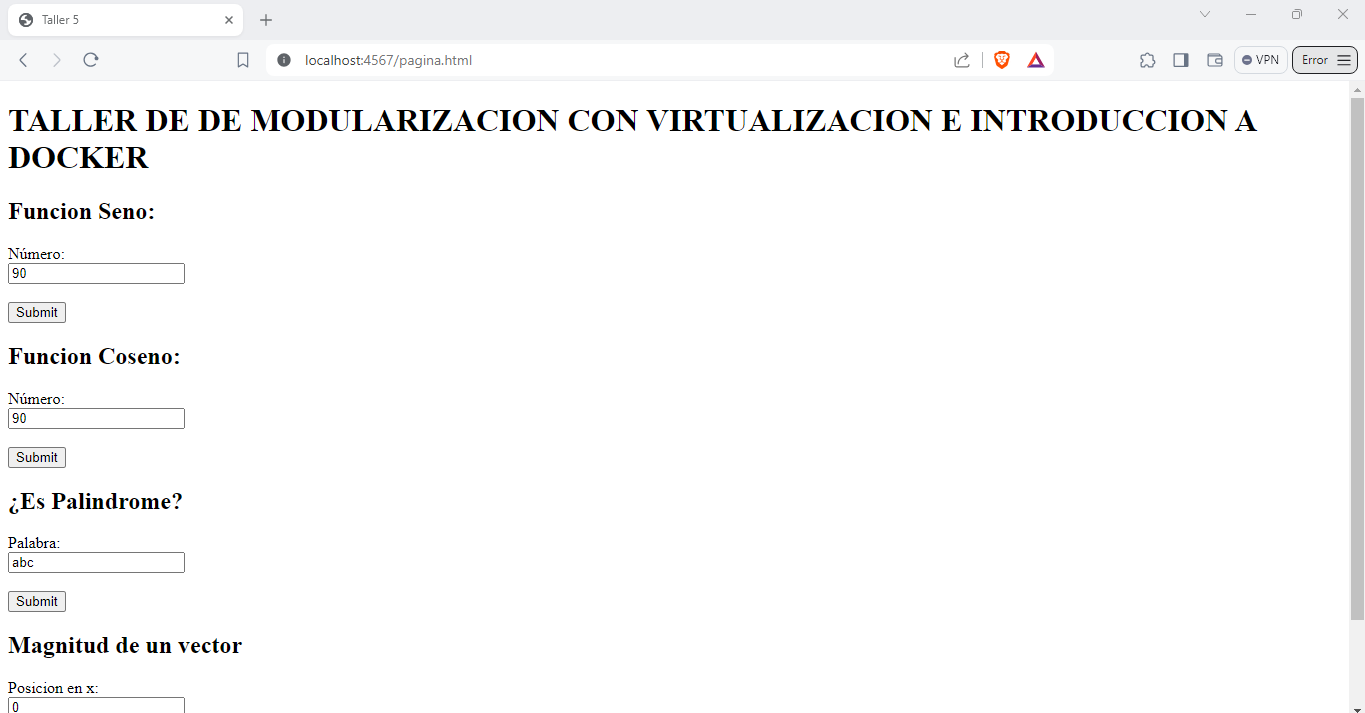 Taller 5
localhost:4567/pagina.html
VPN
Error
TALLER DE DE MODULARIZACION CON VIRTUALIZACION E INTRODUCCION A
DOCKER
Funcion Seno:
Número:
90
Submit
Funcion Coseno:
Número:
90
Submit
¿Es Palindrome?
Palabra:
abc
Submit
Magnitud de un vector
Posicion en x:
0